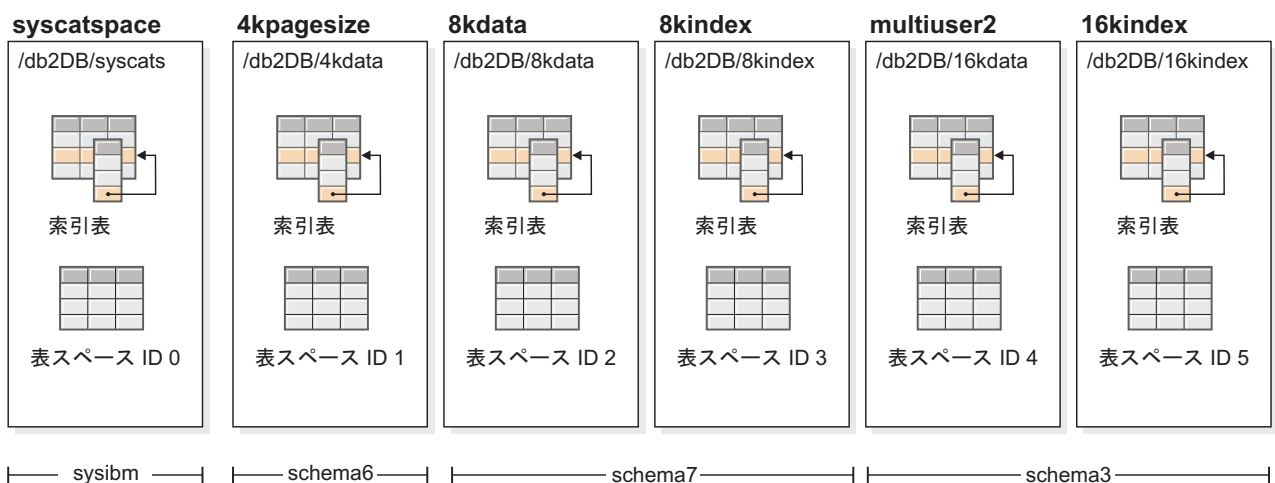 syscatspace
/db2DB/syscats
索引表
表スペース ID 0
4kpagesize
/db2DB/4kdata
索引表
表スペース ID 1
8kdata
/db2DB/8kdata
索引表
表スペース ID 2
8kindex
/db2DB/8kindex
索引表
表スペース ID 3
multiuser2
/db2DB/16kdata
索引表
表スペース ID 4
16kindex
/db2DB/16kindex
索引表
表スペース ID 5
sysibm
schema6
schema7
schema3